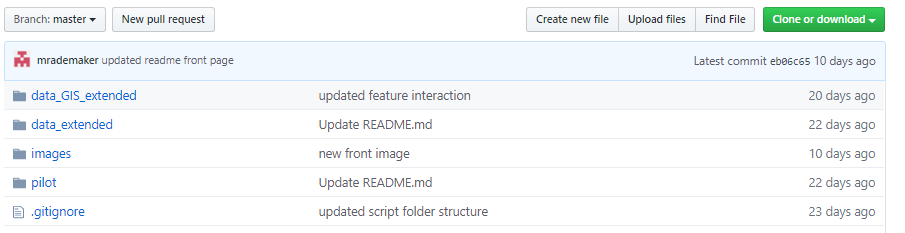 Branch: master New pull request Create new file Upload files Find File Clone or download
mrademaker updated readme front page Latest commit eb06c65 10 days ago
data_GIS_extended updated feature interaction 20 days ago
data_extended Update README.md 22 days ago
images new front image 10 days ago
pilot Update README.md 22 days ago
.gitignore updated script folder structure 23 days ago